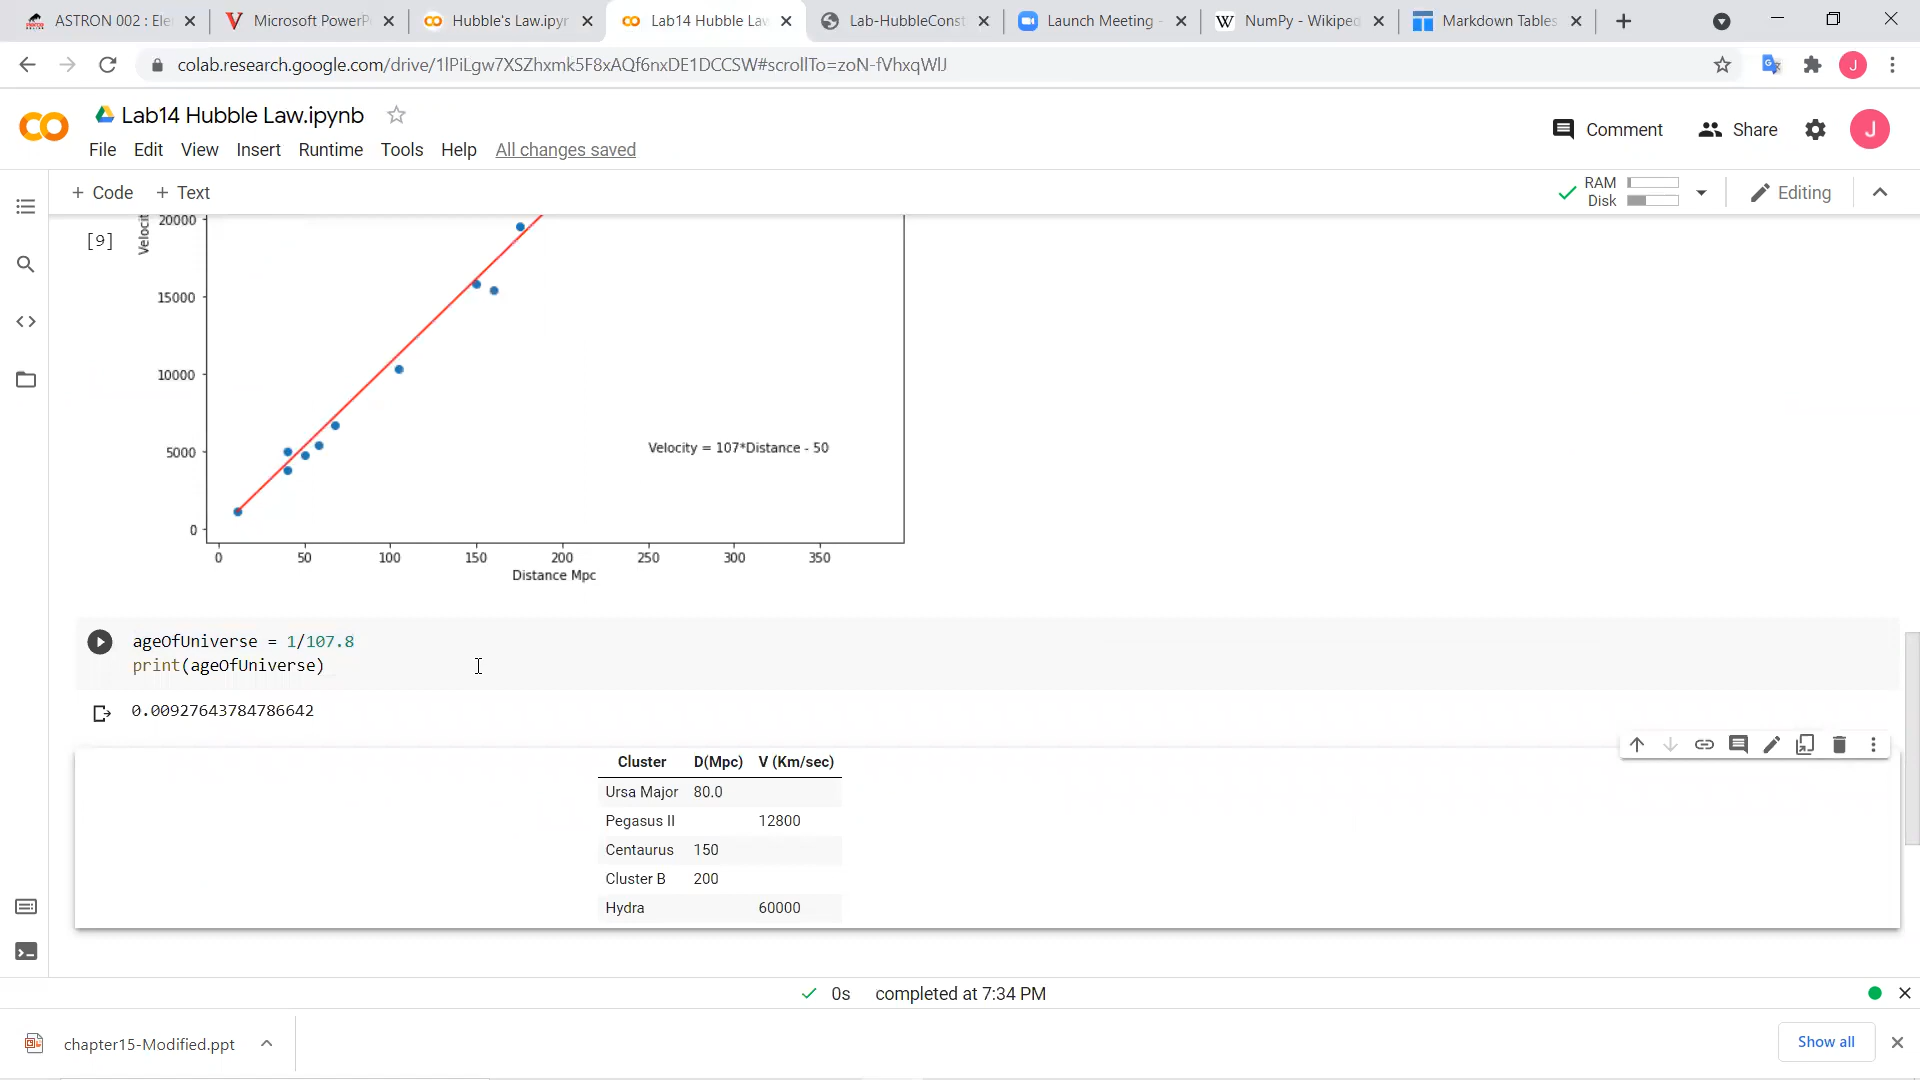 ASTRON 002 : Ele
Microsoft PowerP
Hubble's Law.ipyn
Lab14 Hubble Law
Lab-HubbleConst
Launch Meeting -
NumPy - Wikiped
Markdown Tables
colab.research.google.com/drive/1lPiLgw7XSZhxmk5F8xAQf6nxDE1DCCSW#scrollTo=zoN-fVhxqWlJ
J
Lab14 Hubble Law.ipynb
Comment Share J
File Edit View Insert Runtime Tools Help All changes saved
+ Code + Text
RAM
Disk
Editing
[9]
Velocit
20000
15000
10000
5000
0
Velocity = 107*Distance - 50
0 50 100 150 200 250 300 350
Distance Mpc
ageOfUniverse = 1/107.8
print(ageOfUniverse)
0.00927643784786642
Cluster D(Mpc) V (Km/sec)
Ursa Major 80.0
Pegasus II 12800
Centaurus 150
Cluster B 200
Hydra 60000
0s completed at 7:34 PM
chapter15-Modified.ppt
Show all